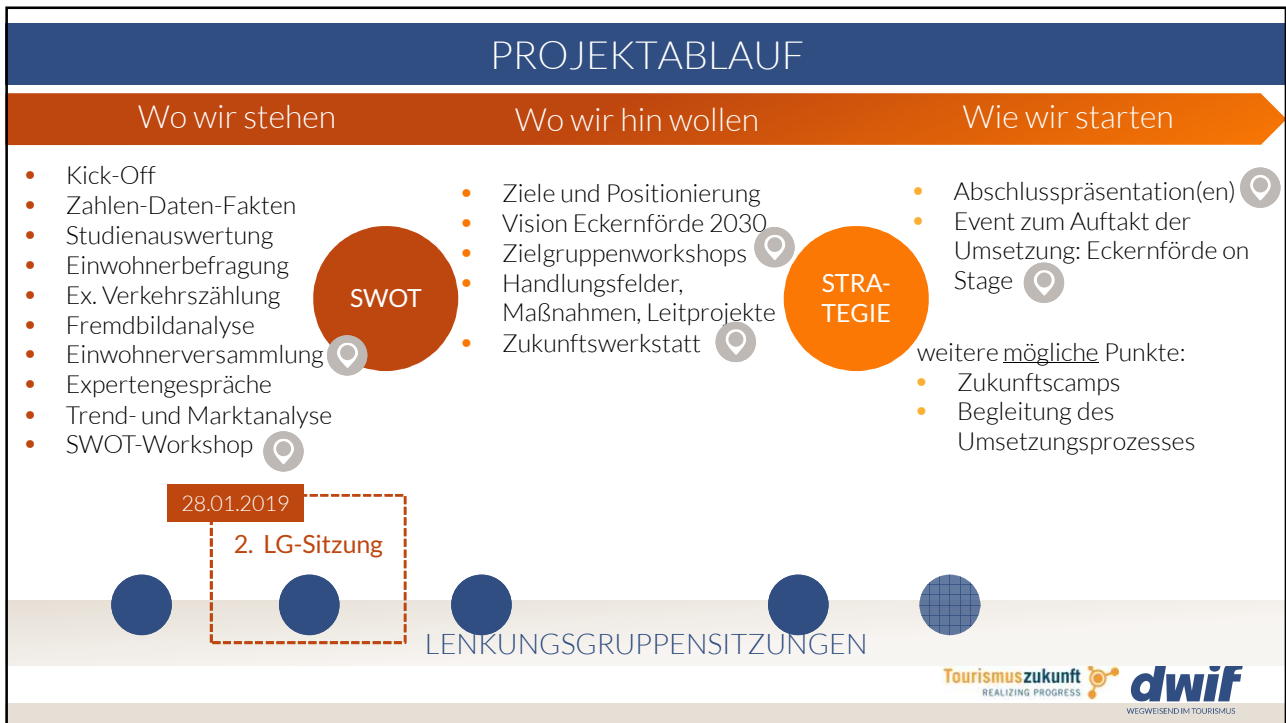 PROJEKTABLAUF
Wo wir stehen
Wo wir hin wollen
Wie wir starten
• Kick-Off
• Zahlen-Daten-Fakten
• Studienauswertung
• Einwohnerbefragung
• Ex. Verkehrszählung
• Fremdbildanalyse
• Einwohnerversammlung
• Expertengespräche
• Trend- und Marktanalyse
• SWOT-Workshop
SWOT
• Ziele und Positionierung
• Vision Eckernförde 2030
• Zielgruppenworkshops
• Handlungsfelder,
Maßnahmen, Leitprojekte
• Zukunftswerkstatt
STRA-
TEGIE
• Abschlusspräsentation(en)
• Event zum Auftakt der
Umsetzung: Eckernförde on
Stage
weitere mögliche Punkte:
• Zukunftscamps
• Begleitung des
Umsetzungsprozesses
28.01.2019
2. LG-Sitzung
LENKUNGSGRUPPENSITZUNGEN
Tourismuszukunft
REALIZING PROGRESS
dwif
WEGWEISEND IM TOURISMUS